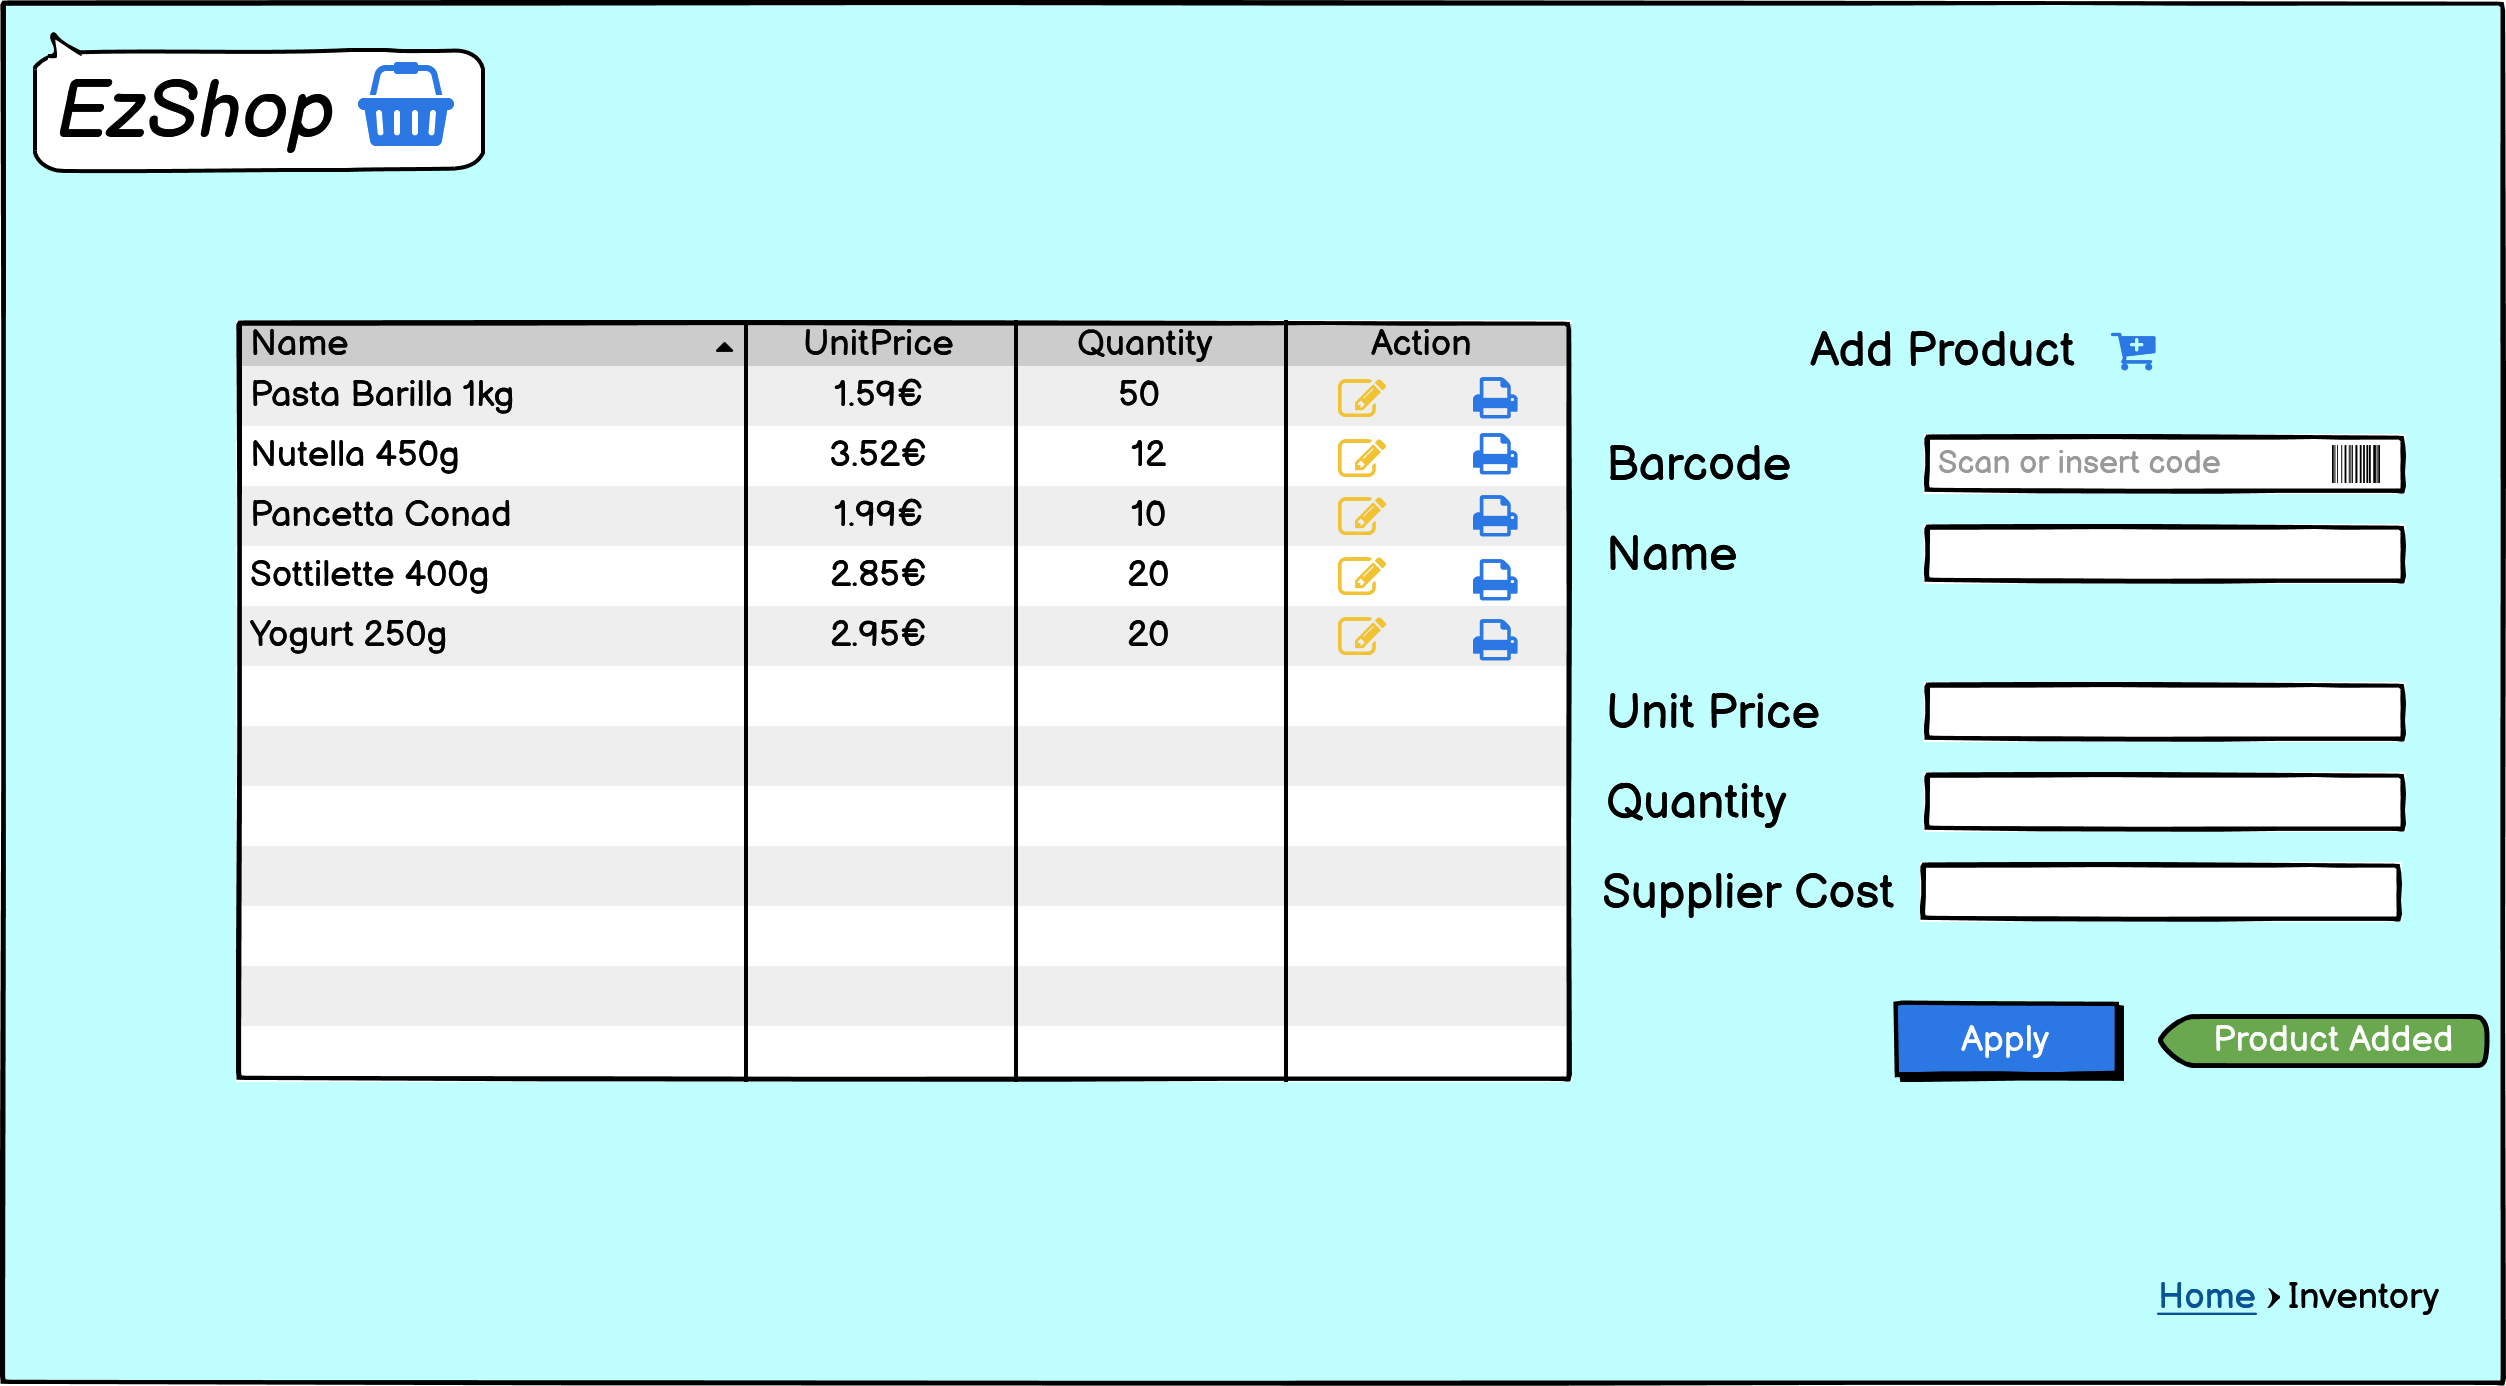 EzShop
Name UnitPrice Quantity Action
Pasta Barilla 1kg 1.59€ 50
Nutella 450g 3.52€ 12
Pancetta Conad 1.99€ 10
Sottilette 400g 2.85€ 20
Yogurt 250g 2.95€ 20
Add Product
Barcode Scan or insert code
Name
Unit Price
Quantity
Supplier Cost
Apply Product Added
Home > Inventory